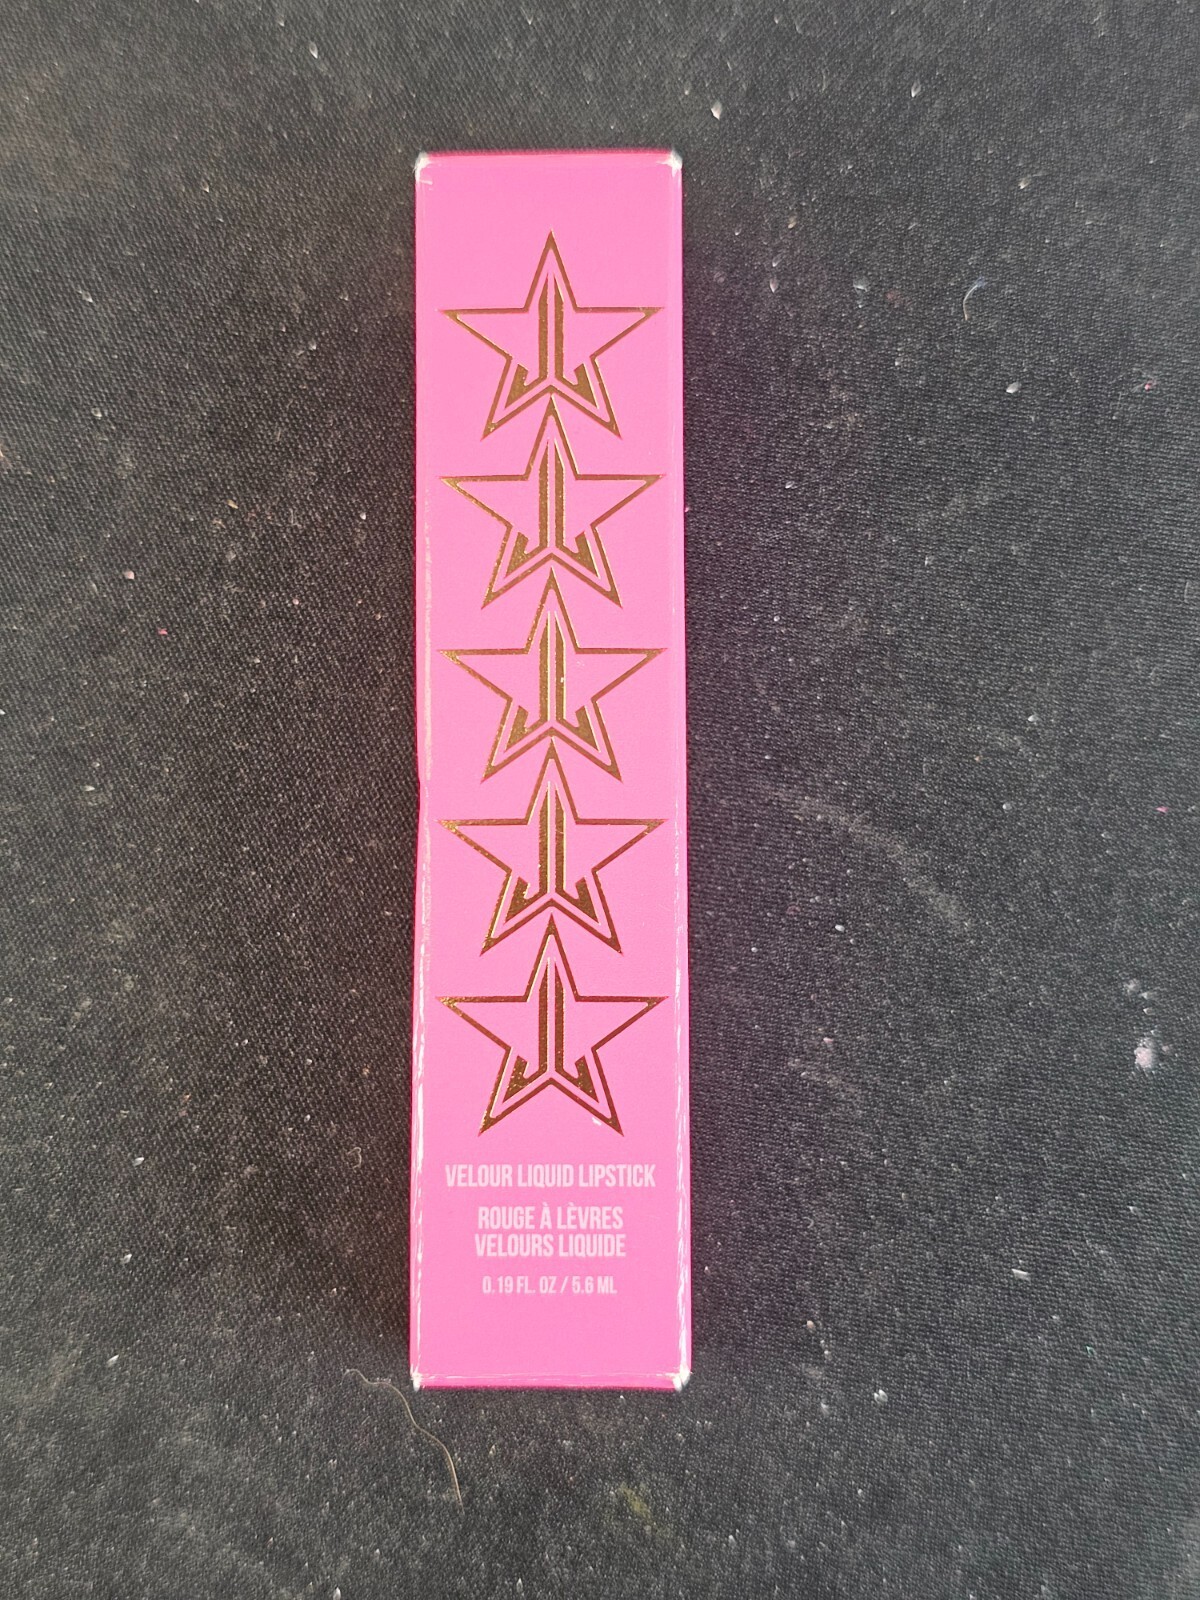 VELOUR LIQUID LIPSTICK
ROUGE À LÈVRES
VELOURS LIQUIDE
0.19 FL. OZ / 5.6 ML